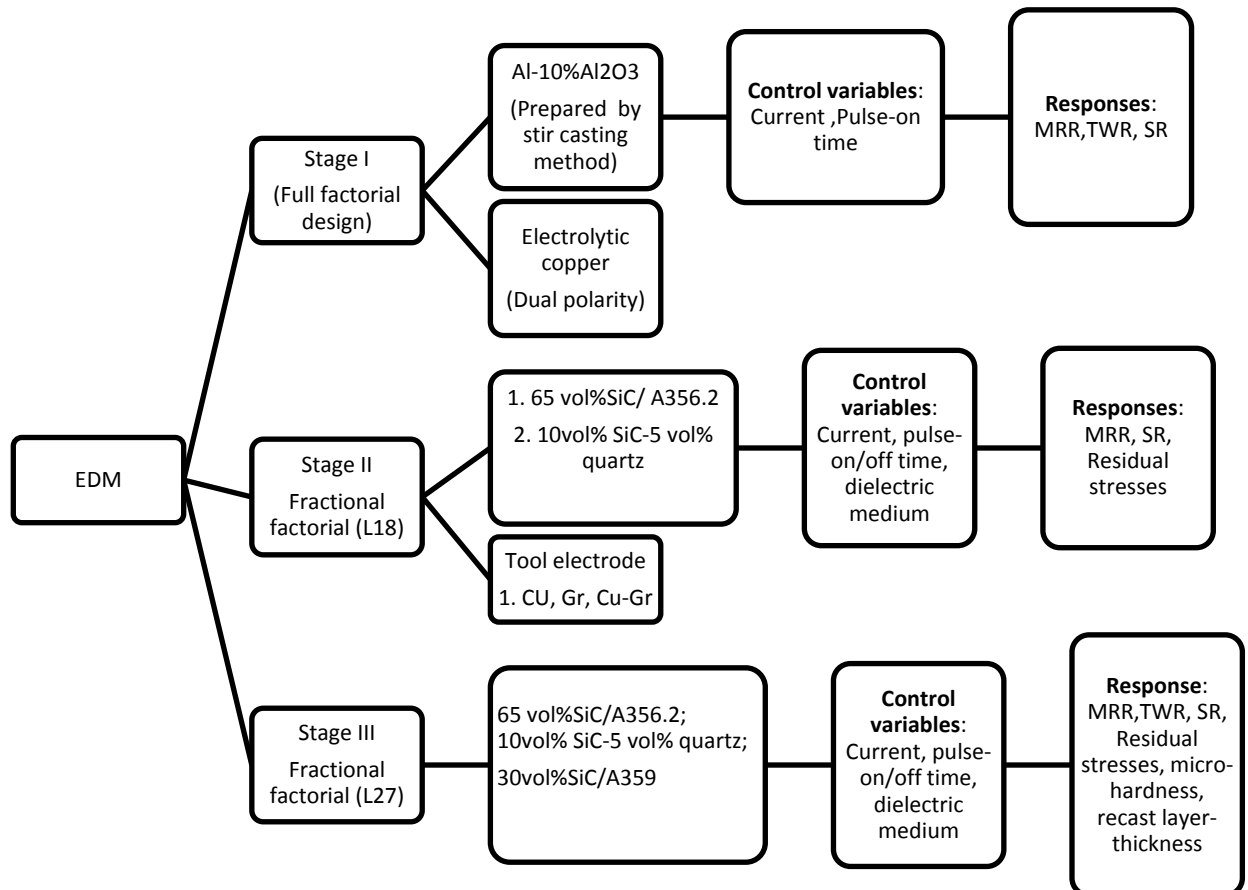 EDM
Stage I
(Full factorial
design)
Al-10%Al2O3
(Prepared by
stir casting
method)
Control variables:
Current ,Pulse-on
time
Responses:
MRR,TWR, SR
Electrolytic
copper
(Dual polarity)
Stage II
Fractional
factorial (L18)
1. 65 vol%SiC/ A356.2
2. 10vol% SiC-5 vol%
quartz
Control
variables:
Current, pulse-
on/off time,
dielectric
medium
Responses:
MRR, SR,
Residual
stresses
Tool electrode
1. CU, Gr, Cu-Gr
Stage III
Fractional
factorial (L27)
65 vol%SiC/A356.2;
10vol% SiC-5 vol% quartz;
30vol%SiC/A359
Control
variables:
Current, pulse-
on/off time,
dielectric
medium
Response:
MRR,TWR, SR,
Residual
stresses, micro-
hardness,
recast layer-
thickness